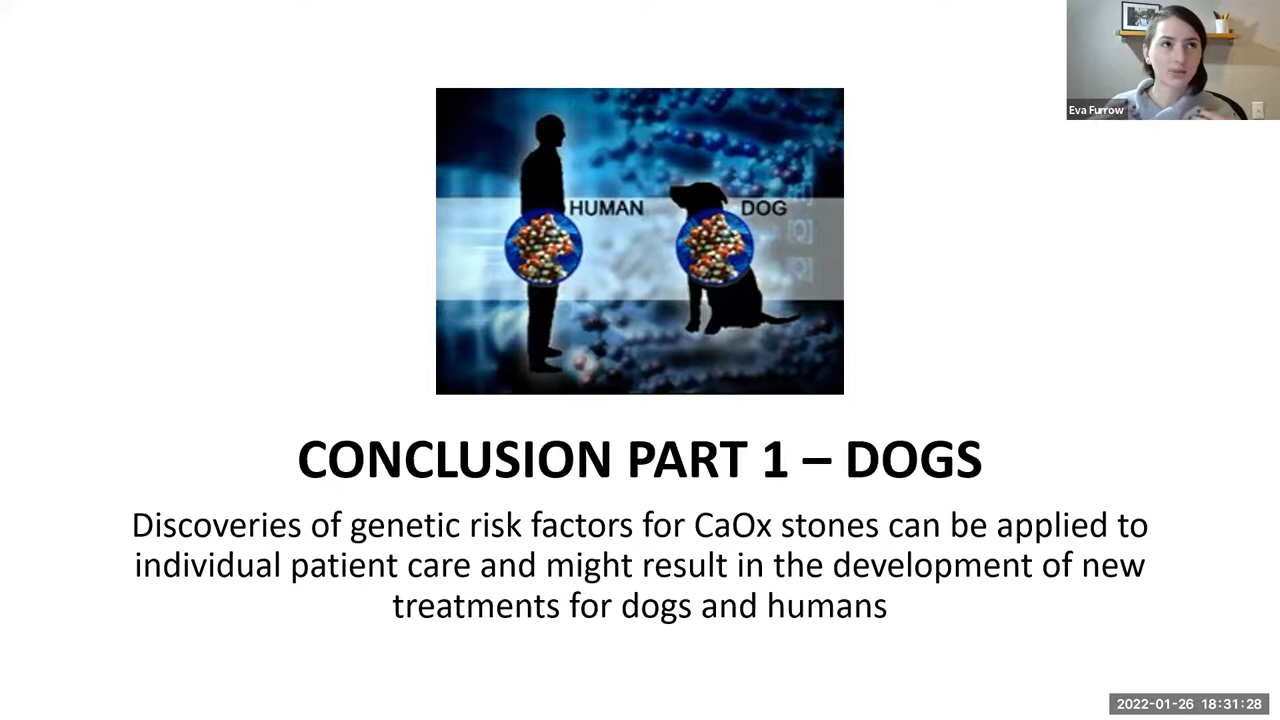 Eva Furrow
HUMAN
DOG
[Q]
[Q]
CONCLUSION PART 1 – DOGS
Discoveries of genetic risk factors for CaOx stones can be applied to
individual patient care and might result in the development of new
treatments for dogs and humans
2022-01-26 18:31:28